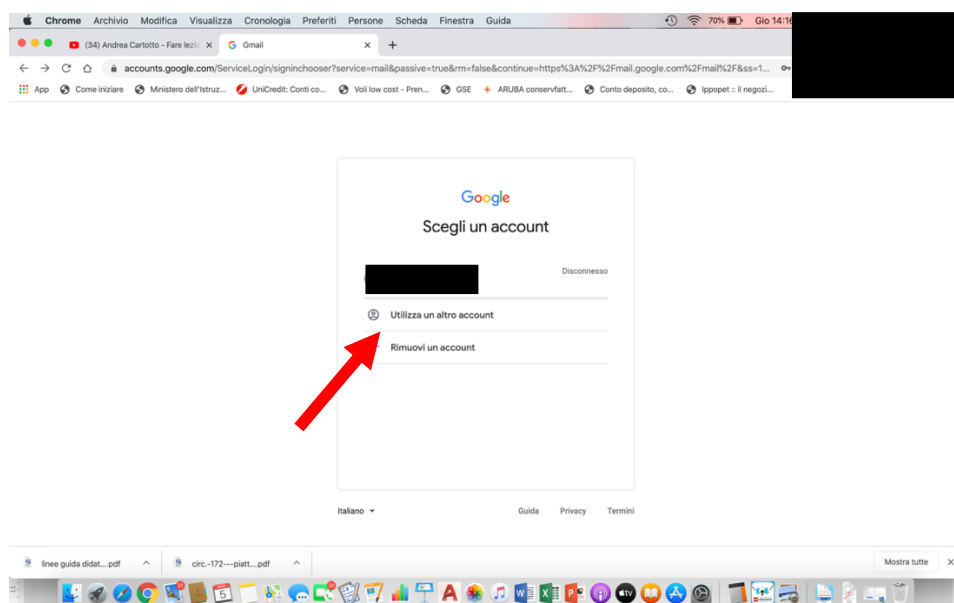 Chrome Archivio Modifica Visualizza Cronologia Preferiti Persone Scheda Finestra Guida 70% Gio 14:16
(34) Andrea Cartotto - Fare lezio Gmail
accounts.google.com/ServiceLogin/signinchooser?service=mail&passive=true&rm=false&continue=https%3A%2F%2Fmail.google.com%2Fmail%2F&ss=1...
App Come iniziare Ministero dell'Istruz... UniCredit: Conti co... Voli low cost - Pren... GSE ARUBA conservfatt... Conto deposito, co... Ippopet :: il negozi...
Google
Scegli un account
Disconnesso
Utilizza un altro account
Rimuovi un account
Italiano Guida Privacy Termini
linee guida didat....pdf circ.-172---piatt....pdf Mostra tutte
5